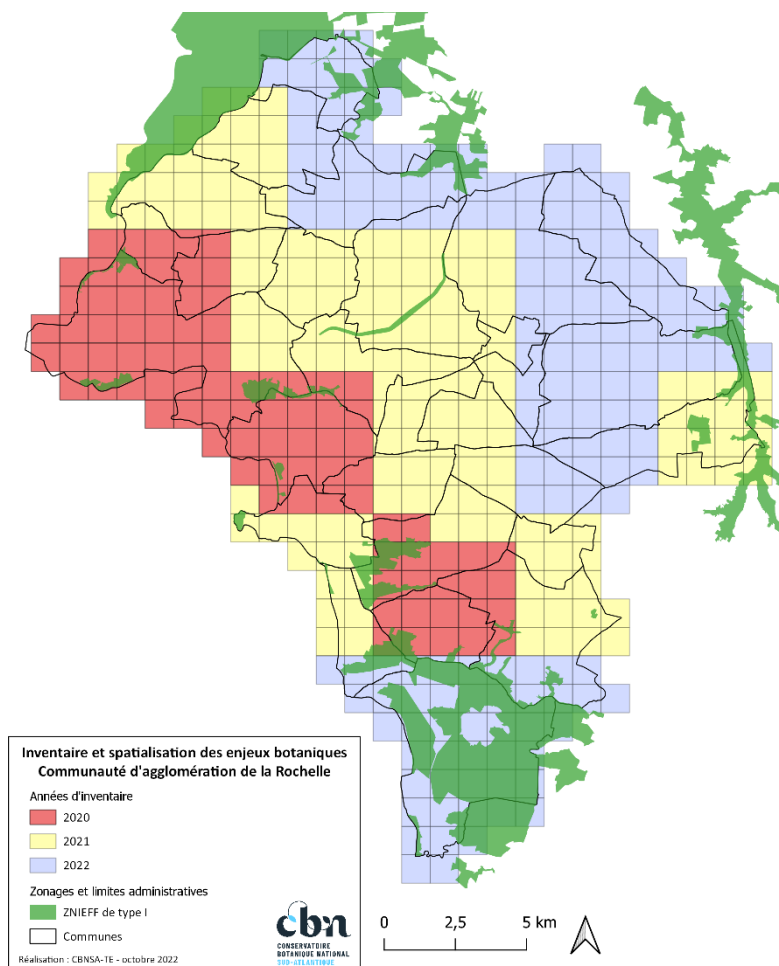 Inventaire et spatialisation des enjeux botaniques
Communauté d'agglomération de la Rochelle
Années d'inventaire
2020
2021
2022
Zonages et limites administratives
ZNIEFF de type I
Communes
Réalisation : CBNSA-TE - octobre 2022
cbn
CONSERVATOIRE
BOTANIQUE NATIONAL
SUD-ATLANTIQUE
0 2,5 5 km